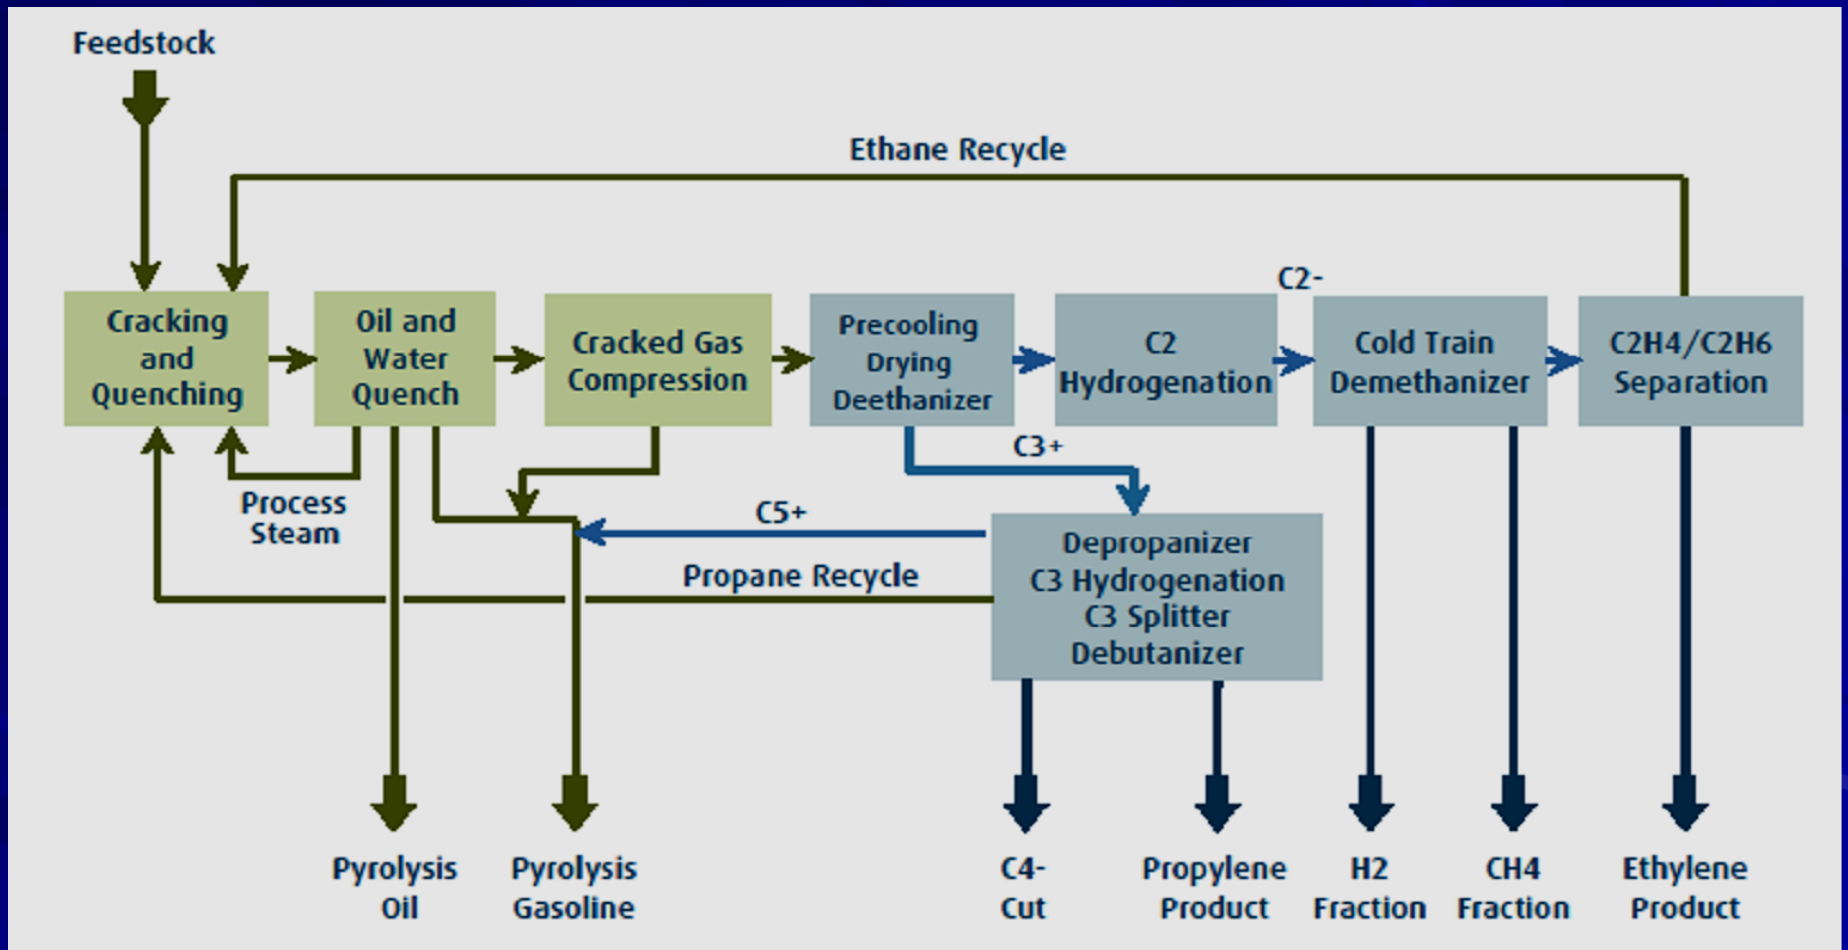 Feedstock
Ethane Recycle
C2-
Cracking
and
Quenching
Oil and
Water
Quench
Cracked Gas
Compression
Precooling
Drying
Deethanizer
C2
Hydrogenation
Cold Train
Demethanizer
C2H4/C2H6
Separation
C3+
Process
Steam
C5+
Propane Recycle
Depropanizer
C3 Hydrogenation
C3 Splitter
Debutanizer
Pyrolysis
Oil
Pyrolysis
Gasoline
C4-
Cut
Propylene
Product
H2
Fraction
CH4
Fraction
Ethylene
Product